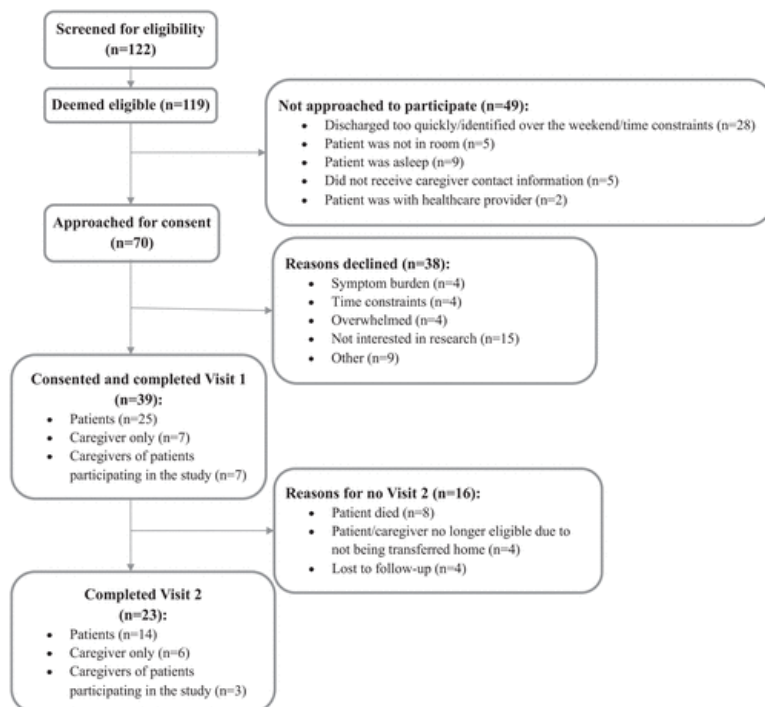 Screened for eligibility
(n=122)
Deemed eligible (n=119)
Not approached to participate (n=49):
• Discharged too quickly/identified over the weekend/time constraints (n=28)
• Patient was not in room (n=5)
• Patient was asleep (n=9)
• Did not receive caregiver contact information (n=5)
• Patient was with healthcare provider (n=2)
Approached for consent
(n=70)
Reasons declined (n=38):
• Symptom burden (n=4)
• Time constraints (n=4)
• Overwhelmed (n=4)
• Not interested in research (n=15)
• Other (n=9)
Consented and completed Visit 1
(n=39):
• Patients (n=25)
• Caregiver only (n=7)
• Caregivers of patients
participating in the study (n=7)
Reasons for no Visit 2 (n=16):
• Patient died (n=8)
• Patient/caregiver no longer eligible due to
not being transferred home (n=4)
• Lost to follow-up (n=4)
Completed Visit 2
(n=23):
• Patients (n=14)
• Caregiver only (n=6)
• Caregivers of patients
participating in the study (n=3)